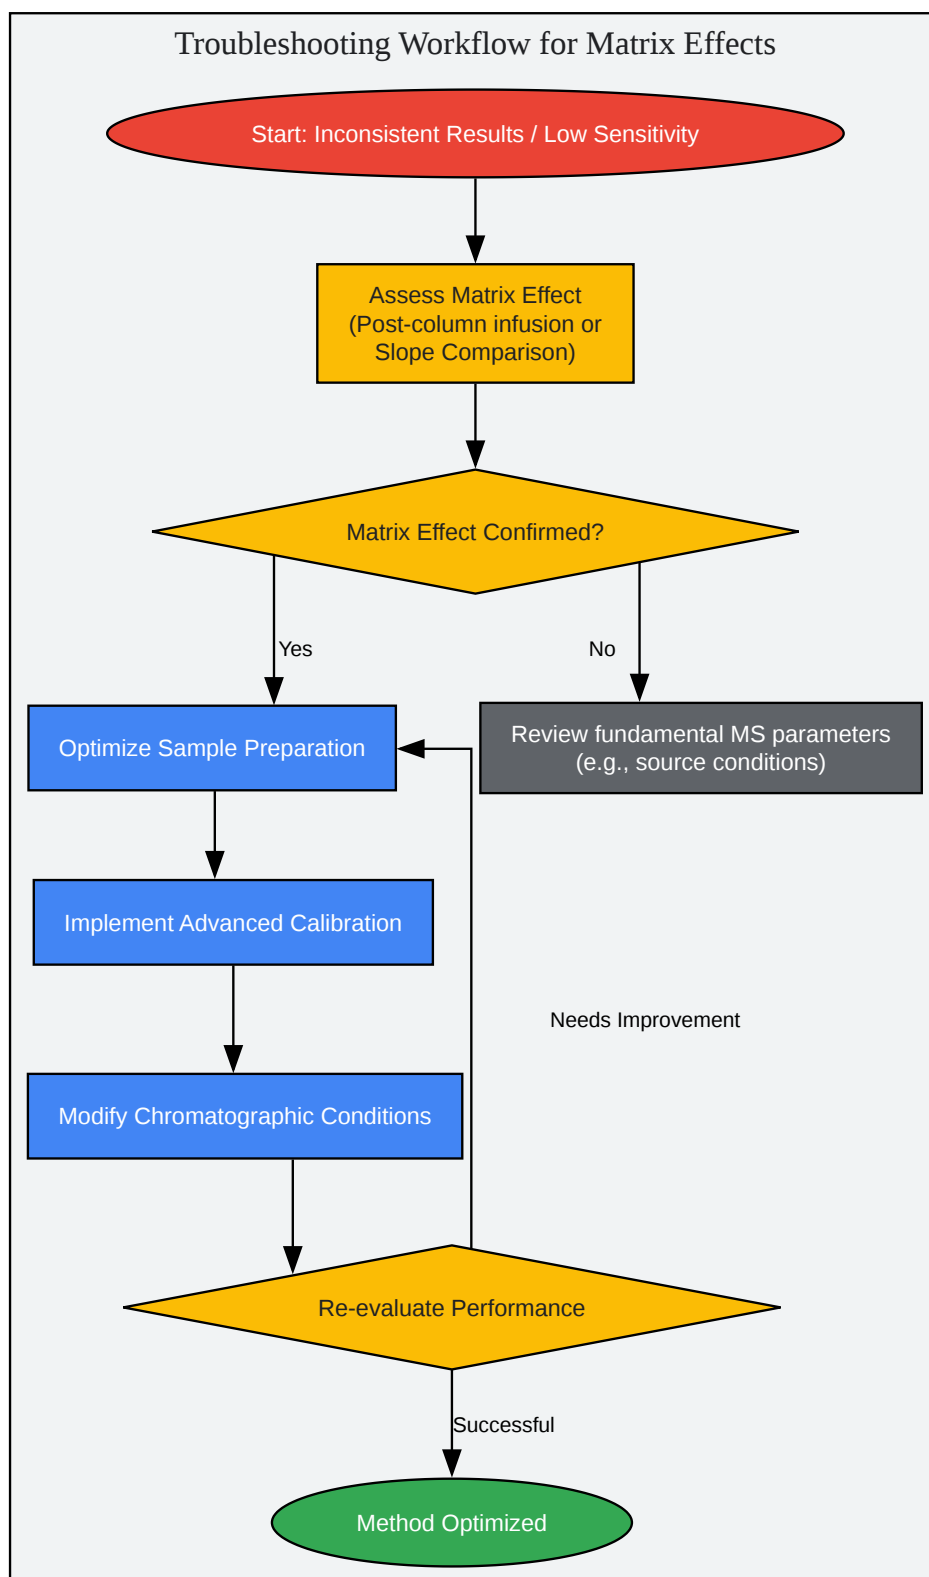 Troubleshooting Workflow for Matrix Effects
Start: Inconsistent Results / Low Sensitivity
Assess Matrix Effect
(Post-column infusion or
Slope Comparison)
Matrix Effect Confirmed?
Yes
No
Optimize Sample Preparation
Review fundamental MS parameters
(e.g., source conditions)
Implement Advanced Calibration
Needs Improvement
Modify Chromatographic Conditions
Re-evaluate Performance
Successful
Method Optimized